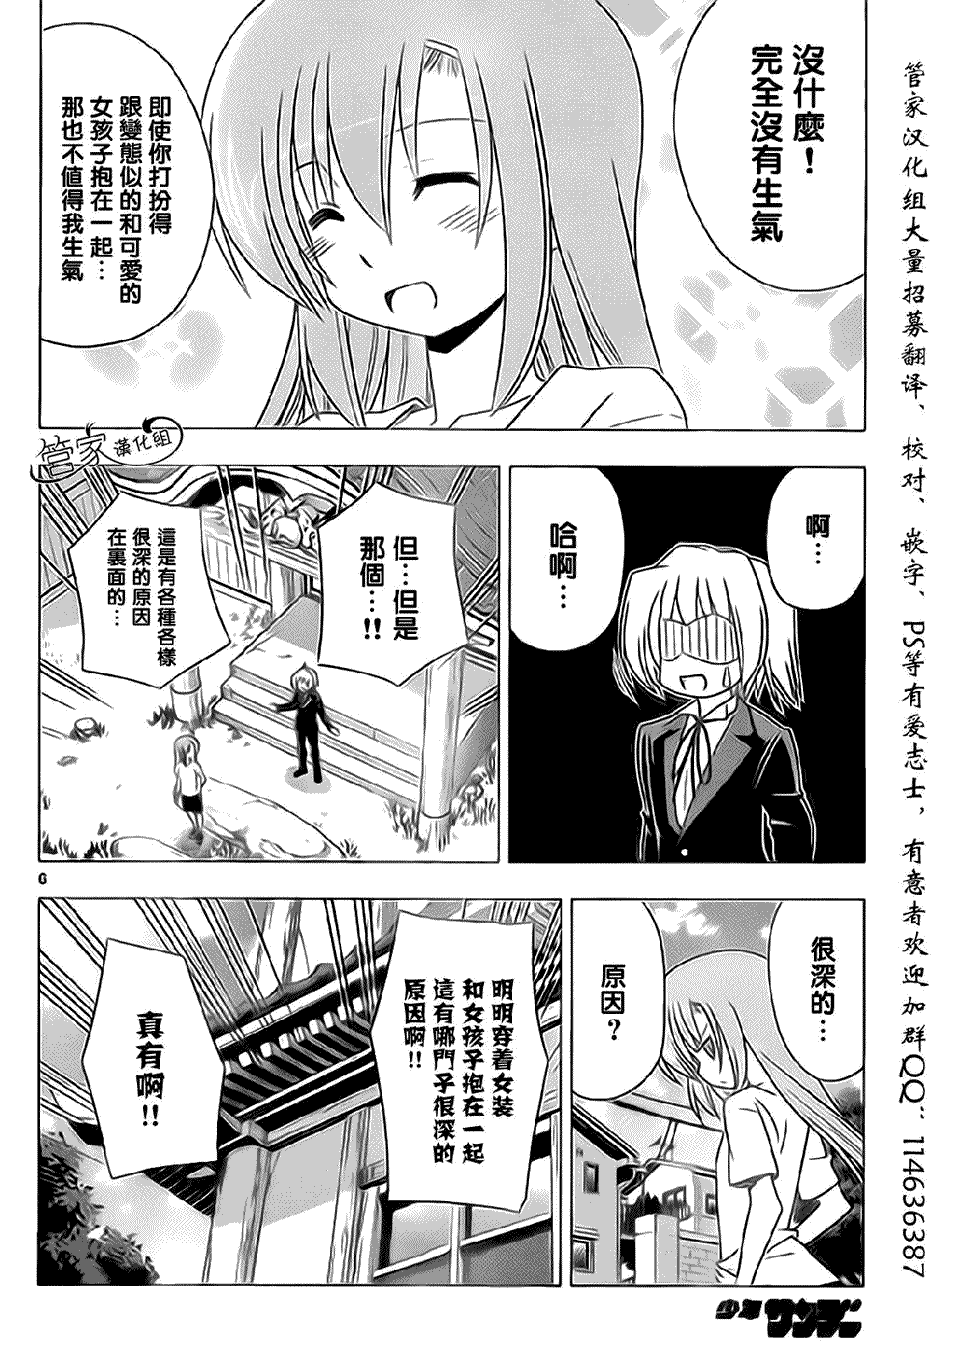 沒什麼！
完全沒有生氣
即使你打扮得
跟變態似的和可愛的
女孩子抱在一起…
那也不值得我生氣
管家漢化組
啊…
哈啊…
但…但是
那個…!!
這是有各種各樣
很深的原因
在裏面的…
6
很深的…
原因？
明明穿着女裝
和女孩子抱在一起
這有哪門子很深的
原因啊!!
真有啊!!
少年サンデー
管家汉化组大量招募翻译、校对、嵌字、PS等有爱志士，有意者欢迎加群QQ：114636387